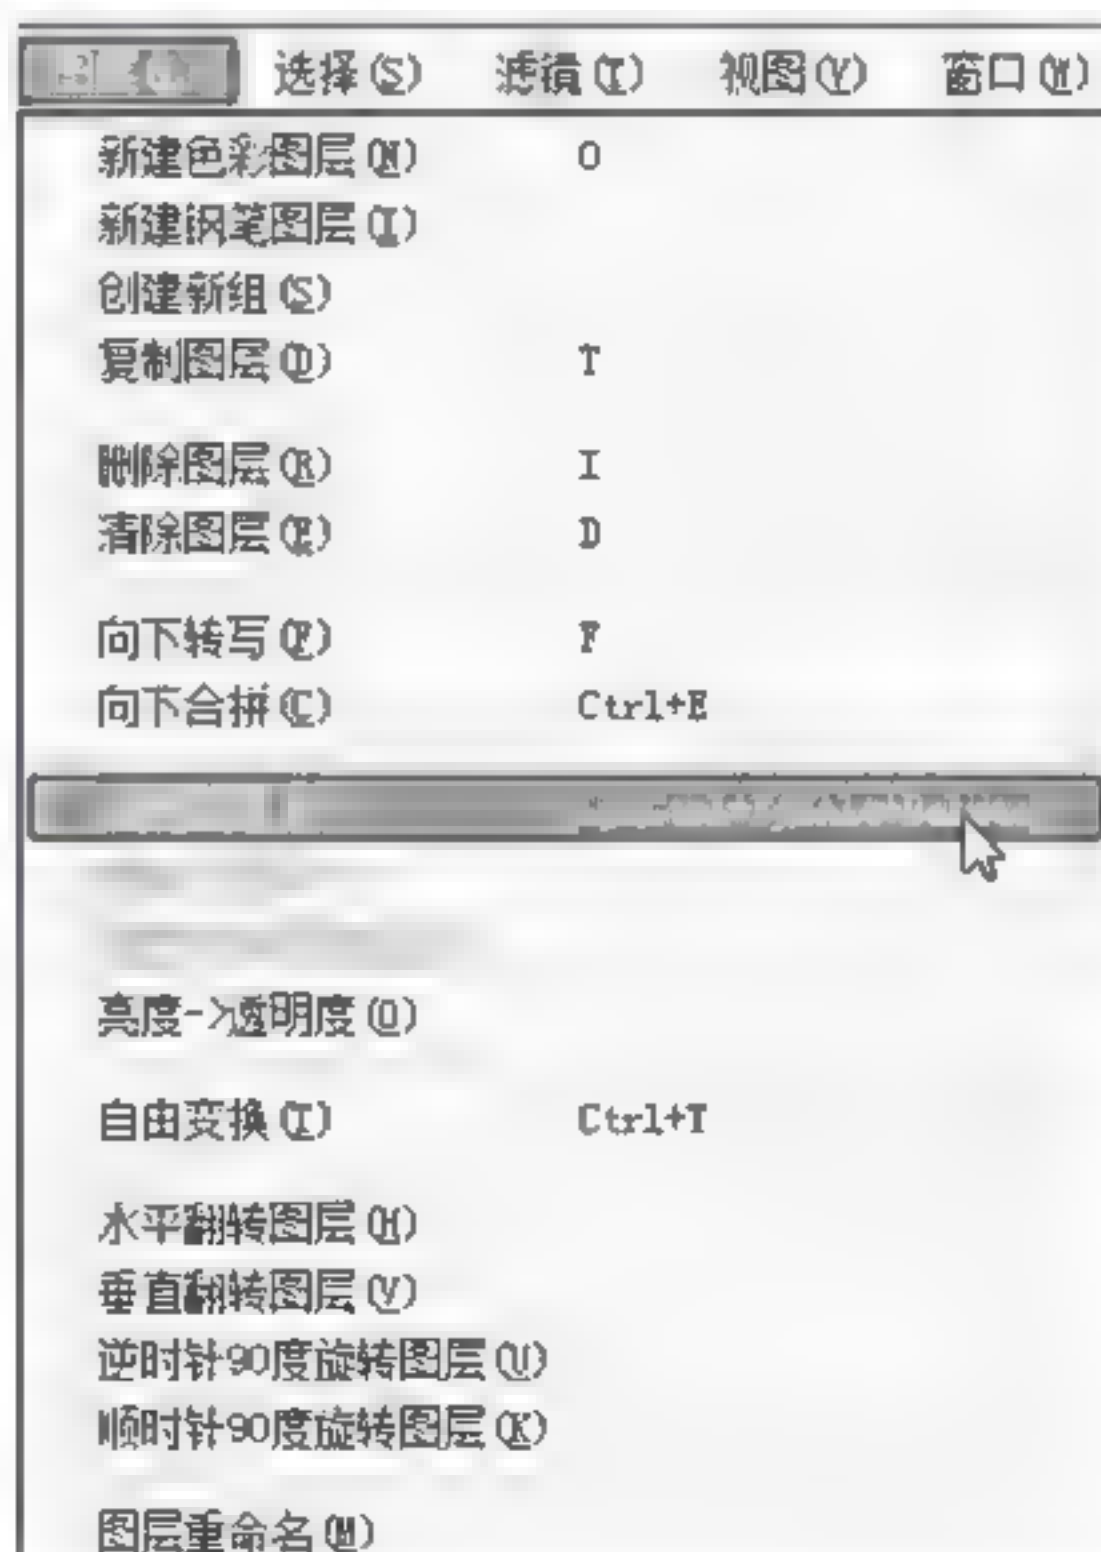 选择(S) 滤镜(T) 视图(V) 窗口(W)
新建色彩图层(N) O
新建钢笔图层(I)
创建新组(S)
复制图层(D) T
删除图层(R) I
清除图层(E) D
向下转写(F) F
向下合拼(C) Ctrl+E
亮度->透明度(O)
自由变换(T) Ctrl+T
水平翻转图层(H)
垂直翻转图层(V)
逆时针90度旋转图层(U)
顺时针90度旋转图层(K)
图层重命名(M)